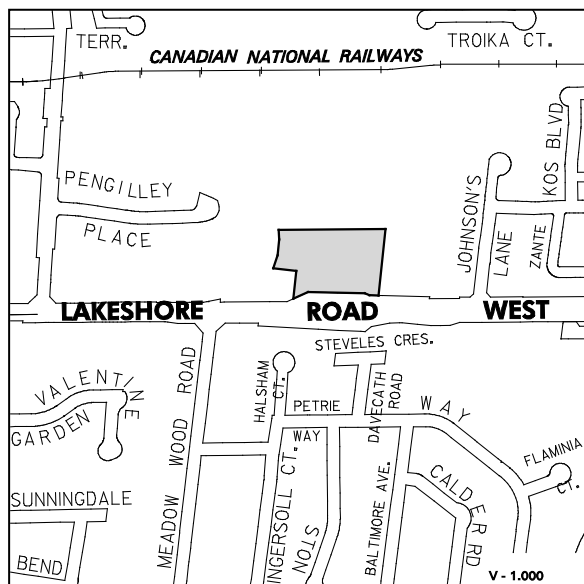 TERR.
TROIKA CT.
CANADIAN NATIONAL RAILWAYS
KOS BLVD
PENGILLEY
PLACE
JOHNSON'S
LANE
ZANTE
LAKESHORE ROAD WEST
STEVELES CRES.
HALSHAM
CT.
PETRIE
WAY
DAVECATH
ROAD
WAY
VALENTINE
GARDEN
MEADOW WOOD ROAD
INGERSOLL CT.
STON
BALTIMORE AVE.
CALDER RD
FLAMINIA
CT.
SUNNINGDALE
BEND
V - 1.000